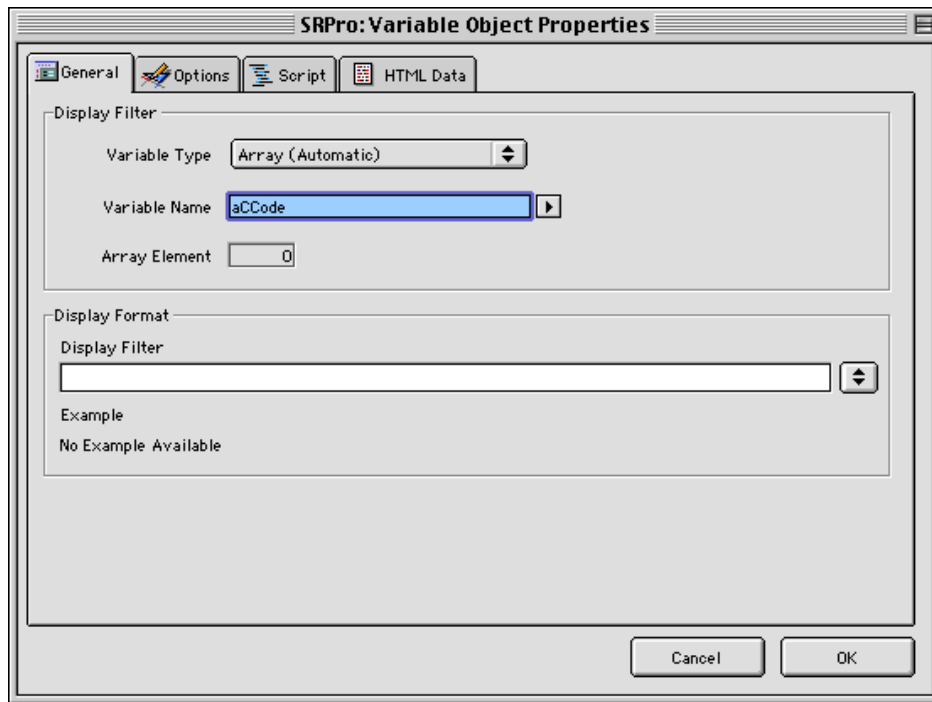 SRPro: Variable Object Properties
General Options Script HTML Data
Display Filter
Variable Type Array (Automatic)
Variable Name aCCode
Array Element 0
Display Format
Display Filter
Example
No Example Available
Cancel OK